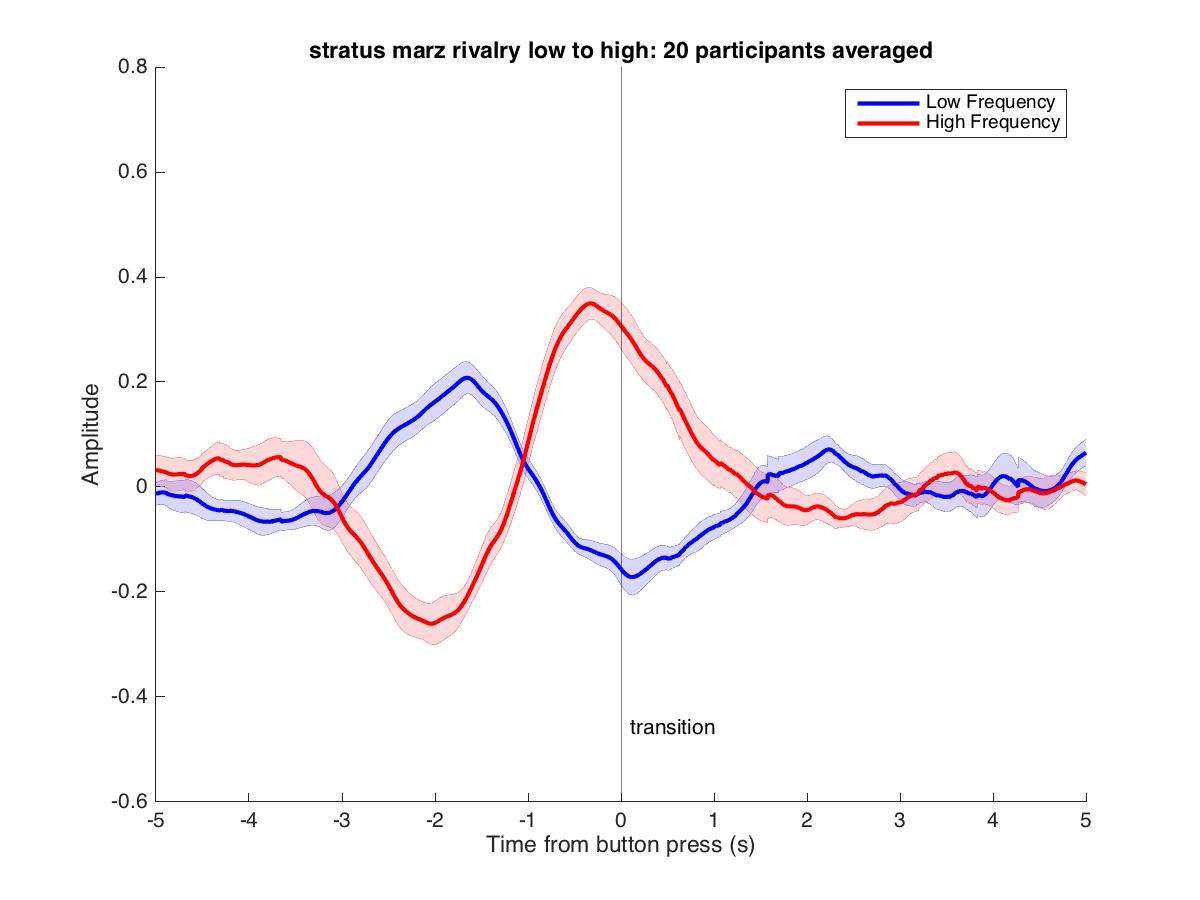 stratus marz rivalry low to high: 20 participants averaged
0.8
Low Frequency
High Frequency
0.6
0.4
0.2
0
-0.2
-0.4
-0.6
Amplitude
transition
-5 -4 -3 -2 -1 0 1 2 3 4 5
Time from button press (s)